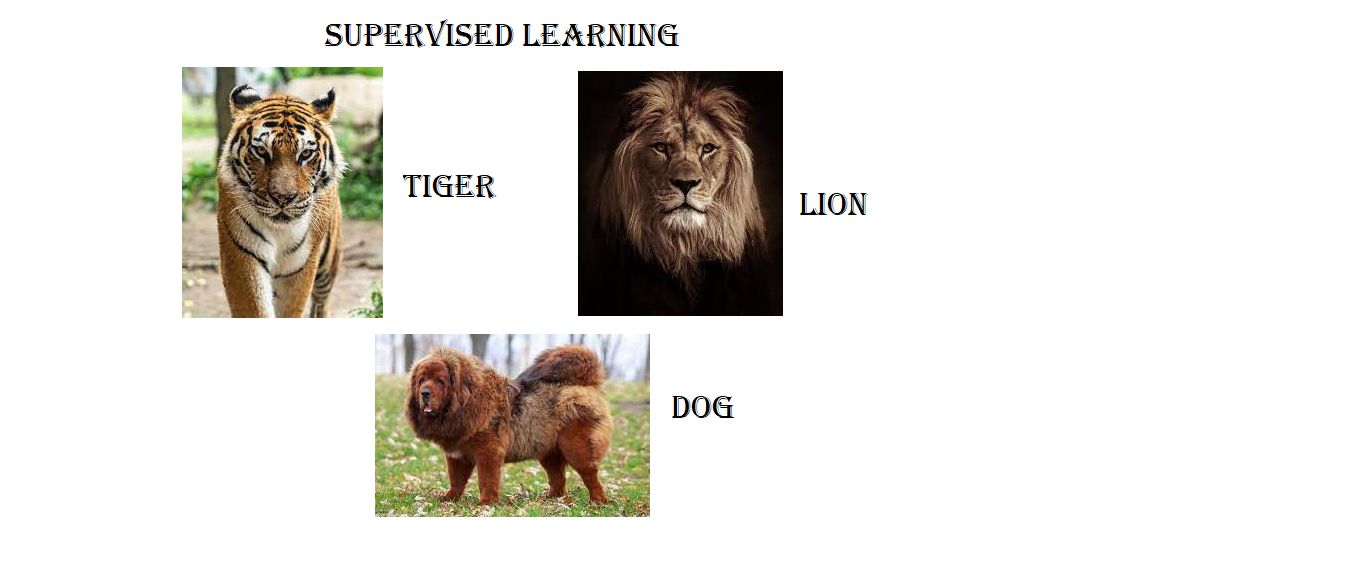 SUPERVISED LEARNING
TIGER
LION
DOG